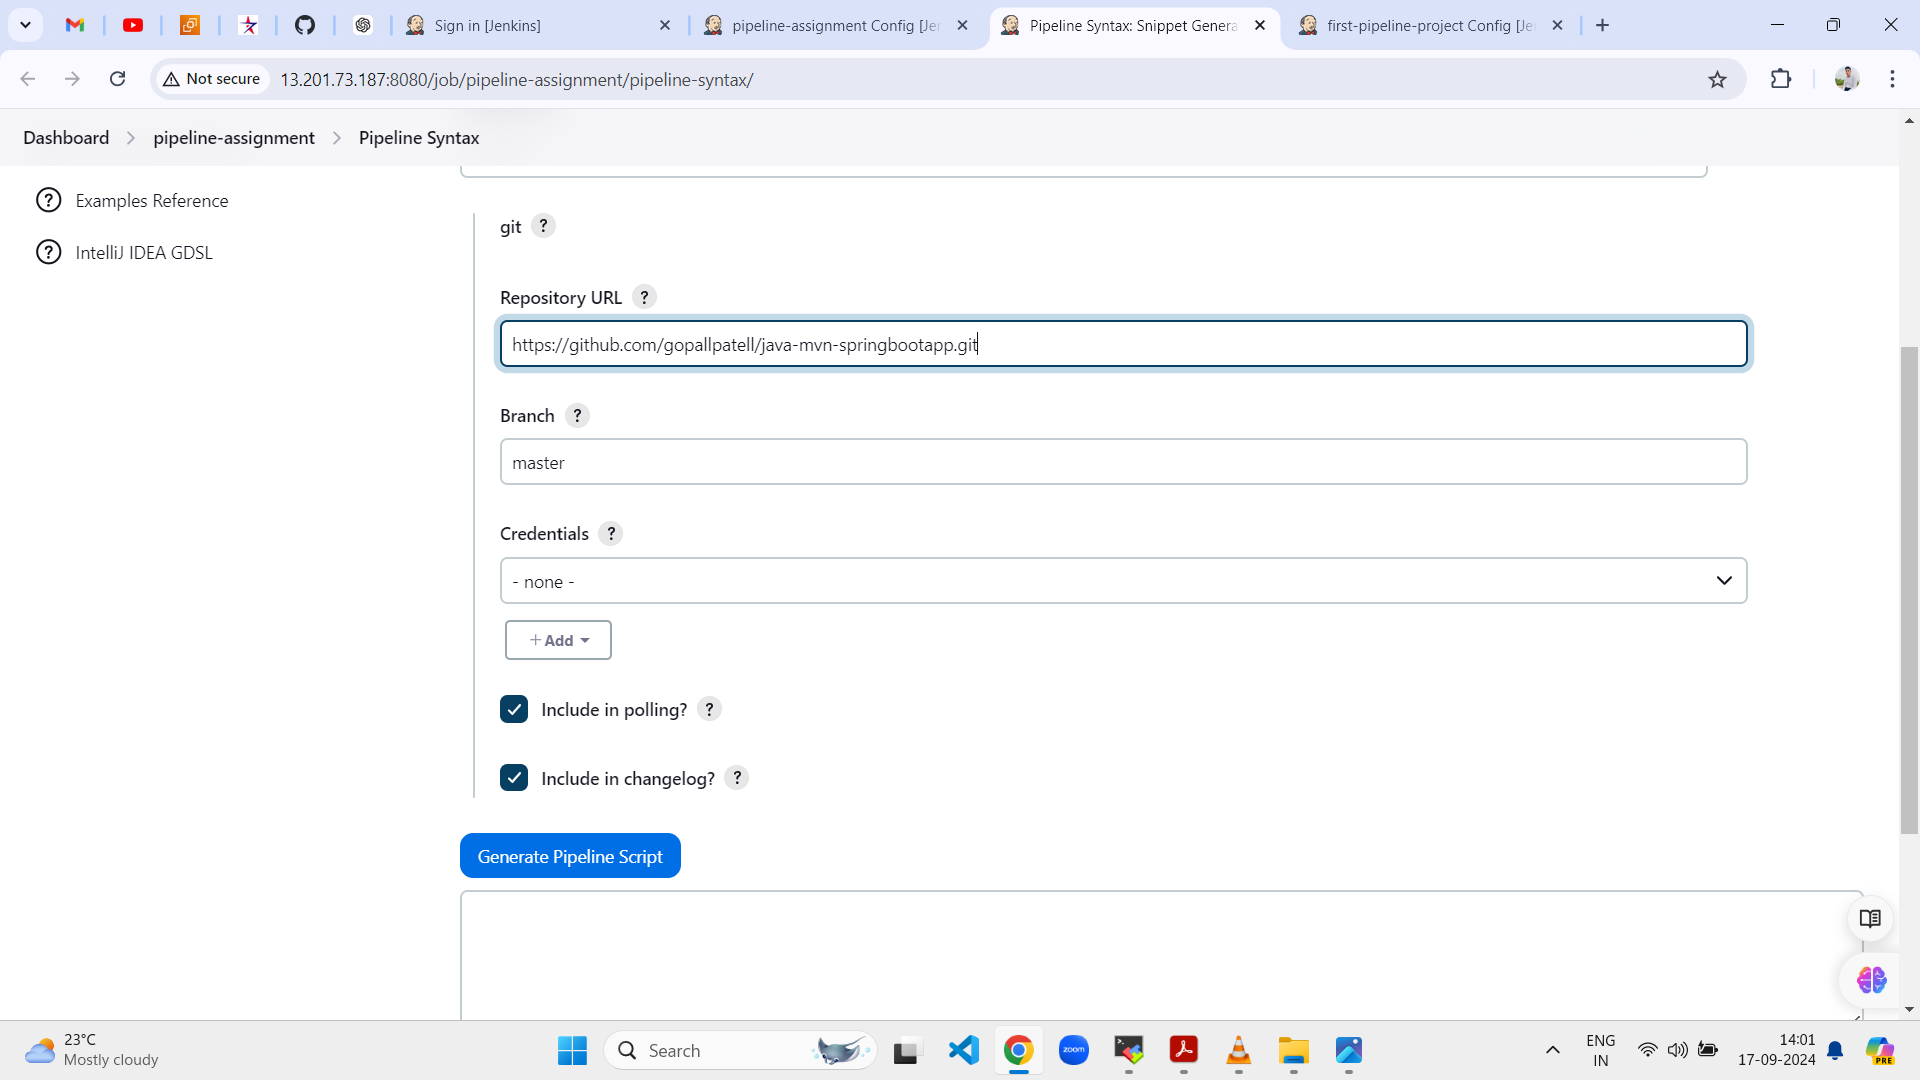 Sign in [Jenkins]
pipeline-assignment Config [Je
Pipeline Syntax: Snippet Genera
first-pipeline-project Config [Je
Not secure
13.201.73.187:8080/job/pipeline-assignment/pipeline-syntax/
Dashboard
pipeline-assignment
Pipeline Syntax
? Examples Reference
? IntelliJ IDEA GDSL
git ?
Repository URL ?
https://github.com/gopallpatell/java-mvn-springbootapp.git
Branch ?
master
Credentials ?
- none -
+ Add
Include in polling? ?
Include in changelog? ?
Generate Pipeline Script
23°C
Mostly cloudy
Search
zoom
ENG
IN
14:01
17-09-2024
PRE